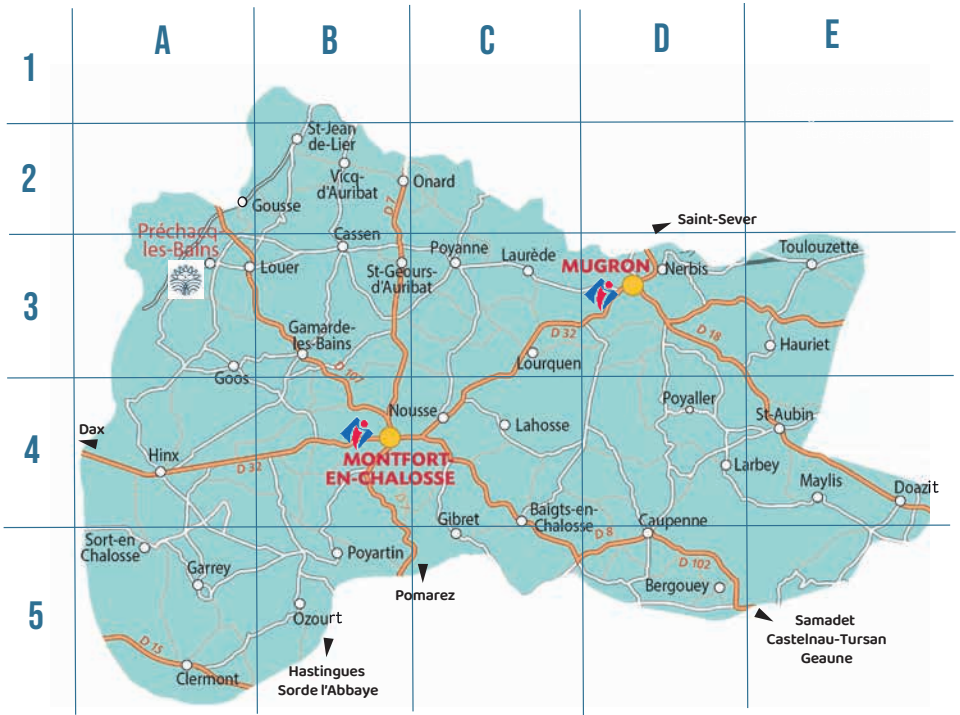 A
B
C
D
E
1
2
3
4
5
St-Jean
de-Lier
Vicq-
d'Auribat
Onard
D 7
Gousse
Saint-Sever
Préchacq
les-Bains
Cassen
Poyanne
Laurède
Toulouzette
Louer
St-Geours-
d'Auribat
MUGRON
Nerbis
Gamarde-
les-Bains
D 32
D 18
Lourquen
Hauriet
Goos
D 107
Poyaller
Nousse
St-Aubin
Dax
Lahosse
Hinx
D 32
MONTFORT-
EN-CHALOSSE
Larbey
Maylis
Doazit
Gibret
Baigts-en-
Chalosse
Caupenne
Sort-en
Chalosse
Poyartin
D 8
D 102
Garrey
Bergouey
Pomarez
Ozourt
D 15
Clermont
Hastingues
Sorde l'Abbaye
Samadet
Castelnau-Tursan
Geaune